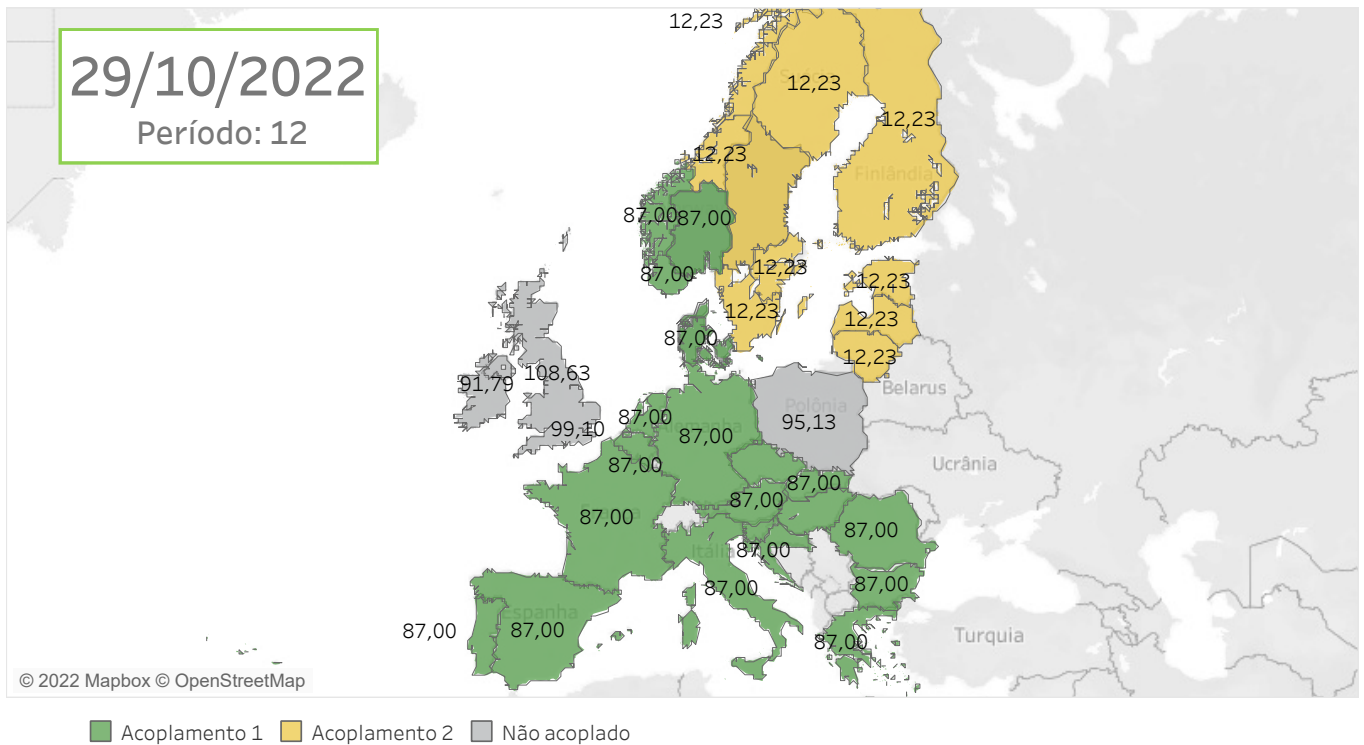 12,23
29/10/2022
Período: 12
12,23
12,23
12,23
Finlândia
87,00
87,00
87,00
12,23
12,23
12,23
12,23
12,23
87,00
91,79
108,63
99,10
Belarus
Polônia
95,13
87,00
Alemanha
87,00
87,00
Ucrânia
87,00
87,00
87,00
87,00
Itália
87,00
87,00
87,00
Espanha
87,00
87,00
87,00
Turquia
© 2022 Mapbox © OpenStreetMap
Acoplamento 1
Acoplamento 2
Não acoplado